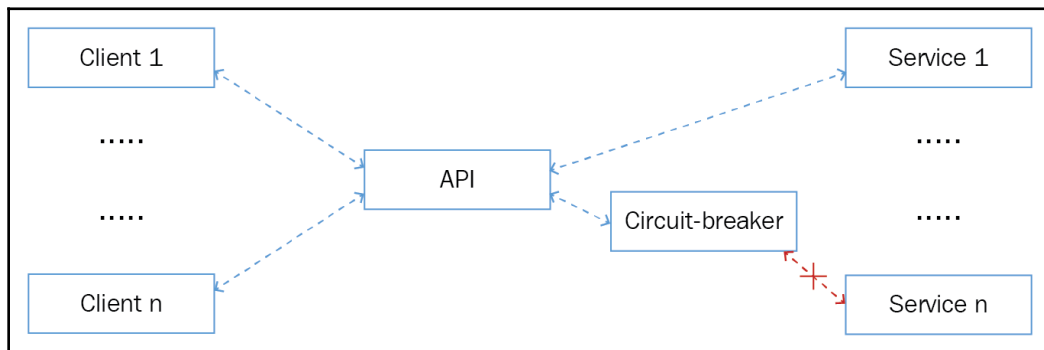 Client 1
Service 1
.....
.....
API
.....
Circuit-breaker
.....
Client n
Service n